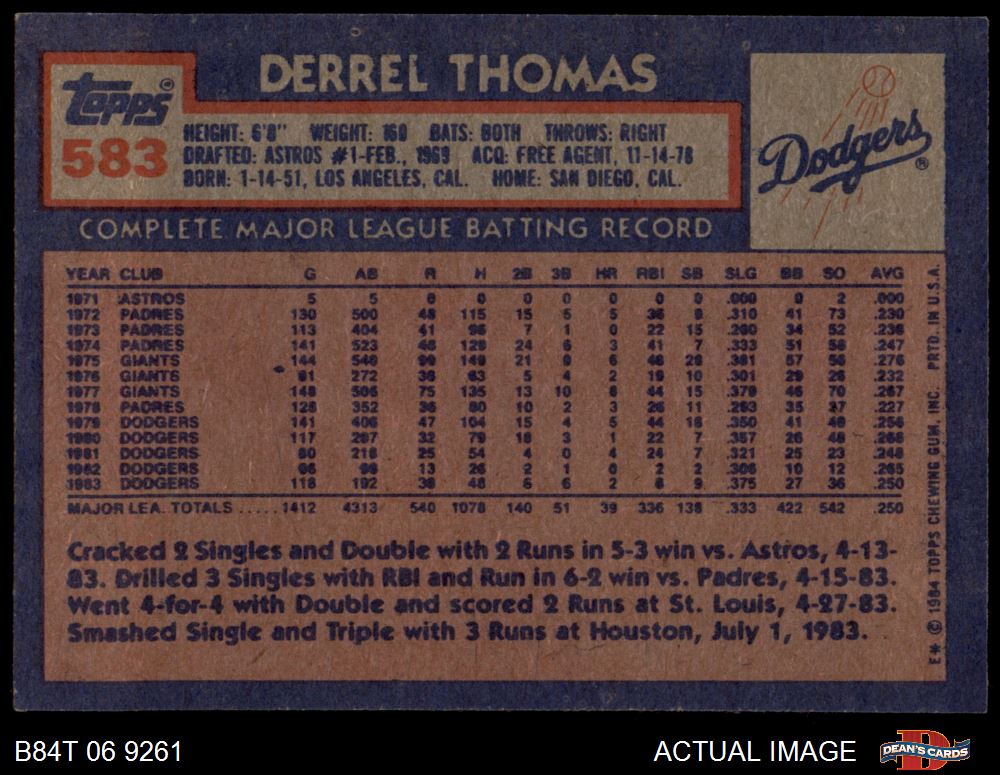 DERREL THOMAS
topps
583
HEIGHT: 6'0" WEIGHT: 160 BATS: BOTH THROWS: RIGHT
DRAFTED: ASTROS #1-FEB., 1969 ACQ: FREE AGENT, 11-14-78
BORN: 1-14-51, LOS ANGELES, CAL. HOME: SAN DIEGO, CAL.
Dodgers ®
COMPLETE MAJOR LEAGUE BATTING RECORD
YEAR CLUB G AB R H 2B 3B HR RBI SB SLG BB SO AVG
1971 ASTROS 5 5 0 0 0 0 0 0 0 .000 0 2 .000
1972 PADRES 130 500 48 115 15 5 5 36 9 .310 41 73 .230
1973 PADRES 113 404 41 96 7 1 0 22 15 .260 34 52 .238
1974 PADRES 141 523 48 129 24 6 3 41 7 .333 51 58 .247
1975 GIANTS 144 540 99 149 21 9 6 48 28 .381 57 56 .276
1976 GIANTS 81 272 38 63 5 4 2 19 10 .301 29 26 .232
1977 GIANTS 148 506 75 135 13 10 8 44 15 .379 46 70 .267
1978 PADRES 128 352 36 80 10 2 3 26 11 .293 35 37 .227
1979 DODGERS 141 406 47 104 15 4 5 44 18 .350 41 49 .256
1980 DODGERS 117 297 32 79 18 3 1 22 7 .357 26 48 .266
1981 DODGERS 80 218 25 54 4 0 4 24 7 .321 25 23 .248
1982 DODGERS 66 98 13 26 2 1 0 2 2 .306 10 12 .265
1983 DODGERS 118 192 38 48 6 6 2 8 9 .375 27 36 .250
MAJOR LEA. TOTALS ..... 1412 4313 540 1078 140 51 39 336 138 .333 422 542 .250
Cracked 2 Singles and Double with 2 Runs in 5-3 win vs. Astros, 4-13-
83. Drilled 3 Singles with RBI and Run in 6-2 win vs. Padres, 4-15-83.
Went 4-for-4 with Double and scored 2 Runs at St. Louis, 4-27-83.
Smashed Single and Triple with 3 Runs at Houston, July 1, 1983.
E* © 1984 TOPPS CHEWING GUM, INC. PRTD. IN U.S.A.
B84T 06 9261
ACTUAL IMAGE
DEAN'S CARDS